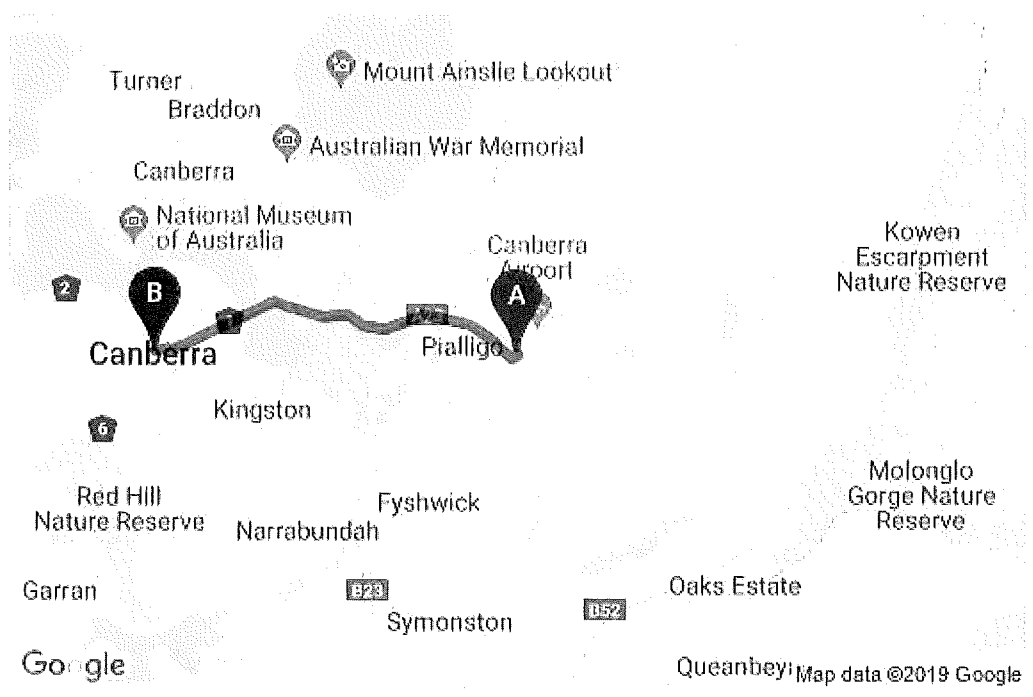 Turner
Mount Ainslie Lookout
Braddon
Australian War Memorial
Canberra
National Museum
of Australia
Canberra
Airport
Kowen
Escarpment
Nature Reserve
2
B
A
Canberra
Pialligo
Kingston
6
Red Hill
Nature Reserve
Fyshwick
Narrabundah
Molonglo
Gorge Nature
Reserve
Garran
B23
Oaks Estate
B52
Symonston
Google
Map data ©2019 Google